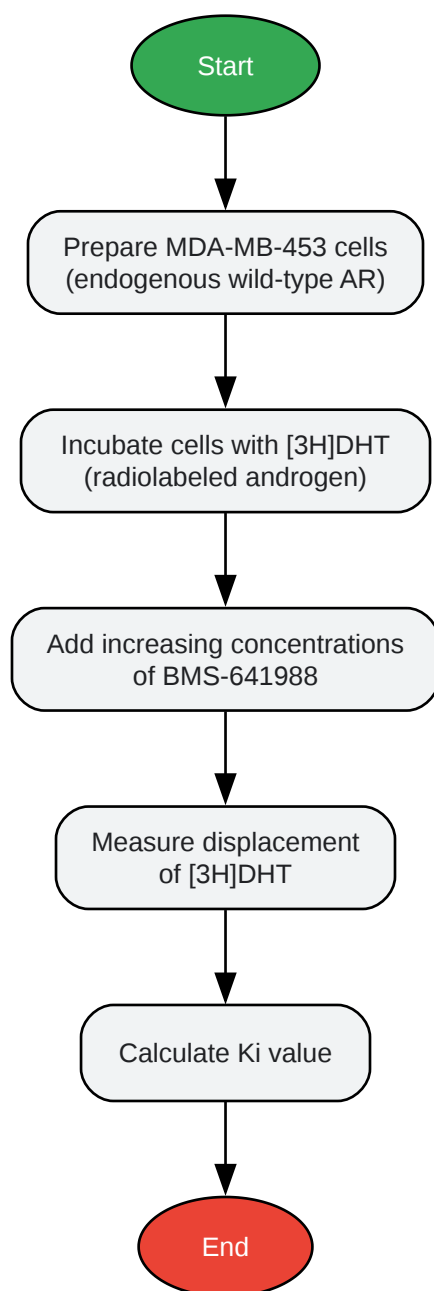 Start
Prepare MDA-MB-453 cells
(endogenous wild-type AR)
Incubate cells with [3H]DHT
(radiolabeled androgen)
Add increasing concentrations
of BMS-641988
Measure displacement
of [3H]DHT
Calculate Ki value
End